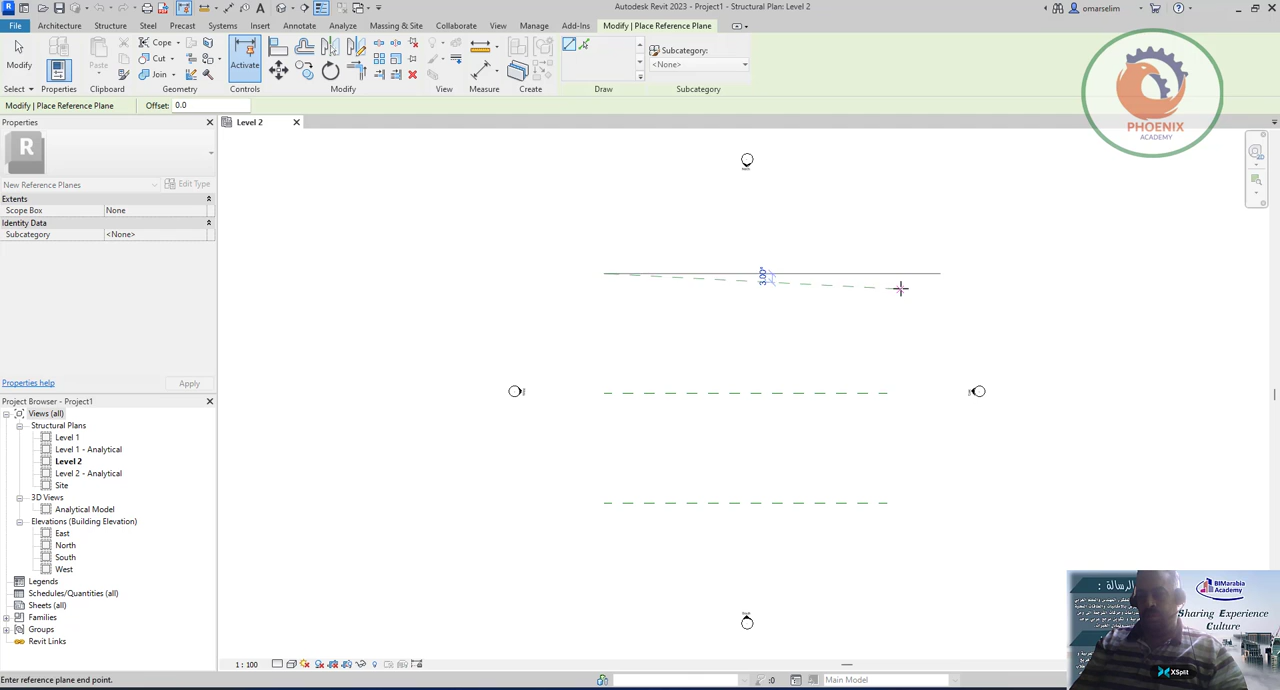 Autodesk Revit 2023 - Project1 - Structural Plan: Level 2
omarselim
File
Architecture
Structure
Steel
Precast
Systems
Insert
Annotate
Analyze
Massing & Site
Collaborate
View
Manage
Add-Ins
Modify | Place Reference Plane
Modify
Paste
Cope
Cut
Join
Activate
Subcategory:
<None>
Select
Properties
Clipboard
Geometry
Controls
Modify
View
Measure
Create
Draw
Subcategory
Modify | Place Reference Plane
Offset: 0.0
PHOENIX
ACADEMY
Properties
Level 2
R
New Reference Planes
Edit Type
Extents
Scope Box
None
Identity Data
Subcategory
<None>
3.00°
Properties help
Apply
Project Browser - Project1
Views (all)
Structural Plans
Level 1
Level 1 - Analytical
Level 2
Level 2 - Analytical
Site
3D Views
Analytical Model
Elevations (Building Elevation)
East
North
South
West
Legends
Schedules/Quantities (all)
Sheets (all)
Families
Groups
Revit Links
الرسالة :
BIMarabia
Academy
Sharing Experience
Culture
XSplit
1 : 100
Enter reference plane end point.
:0
Main Model